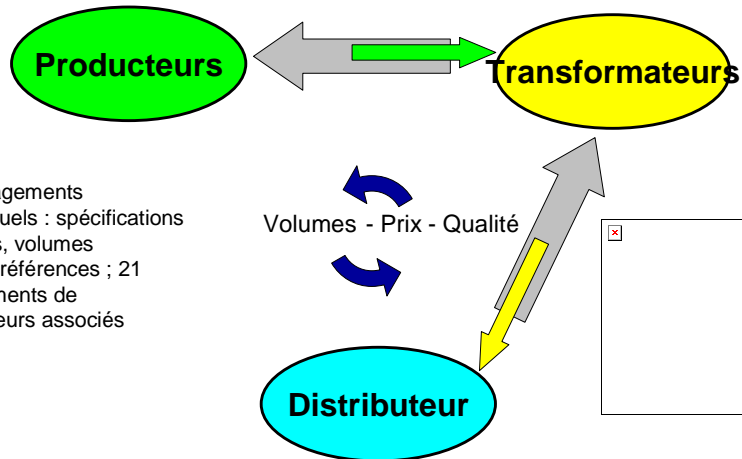 Producteurs
Transformateurs
agements
uels : spécifications
, volumes
références ; 21
ments de
eurs associés
Volumes - Prix - Qualité
Distributeur